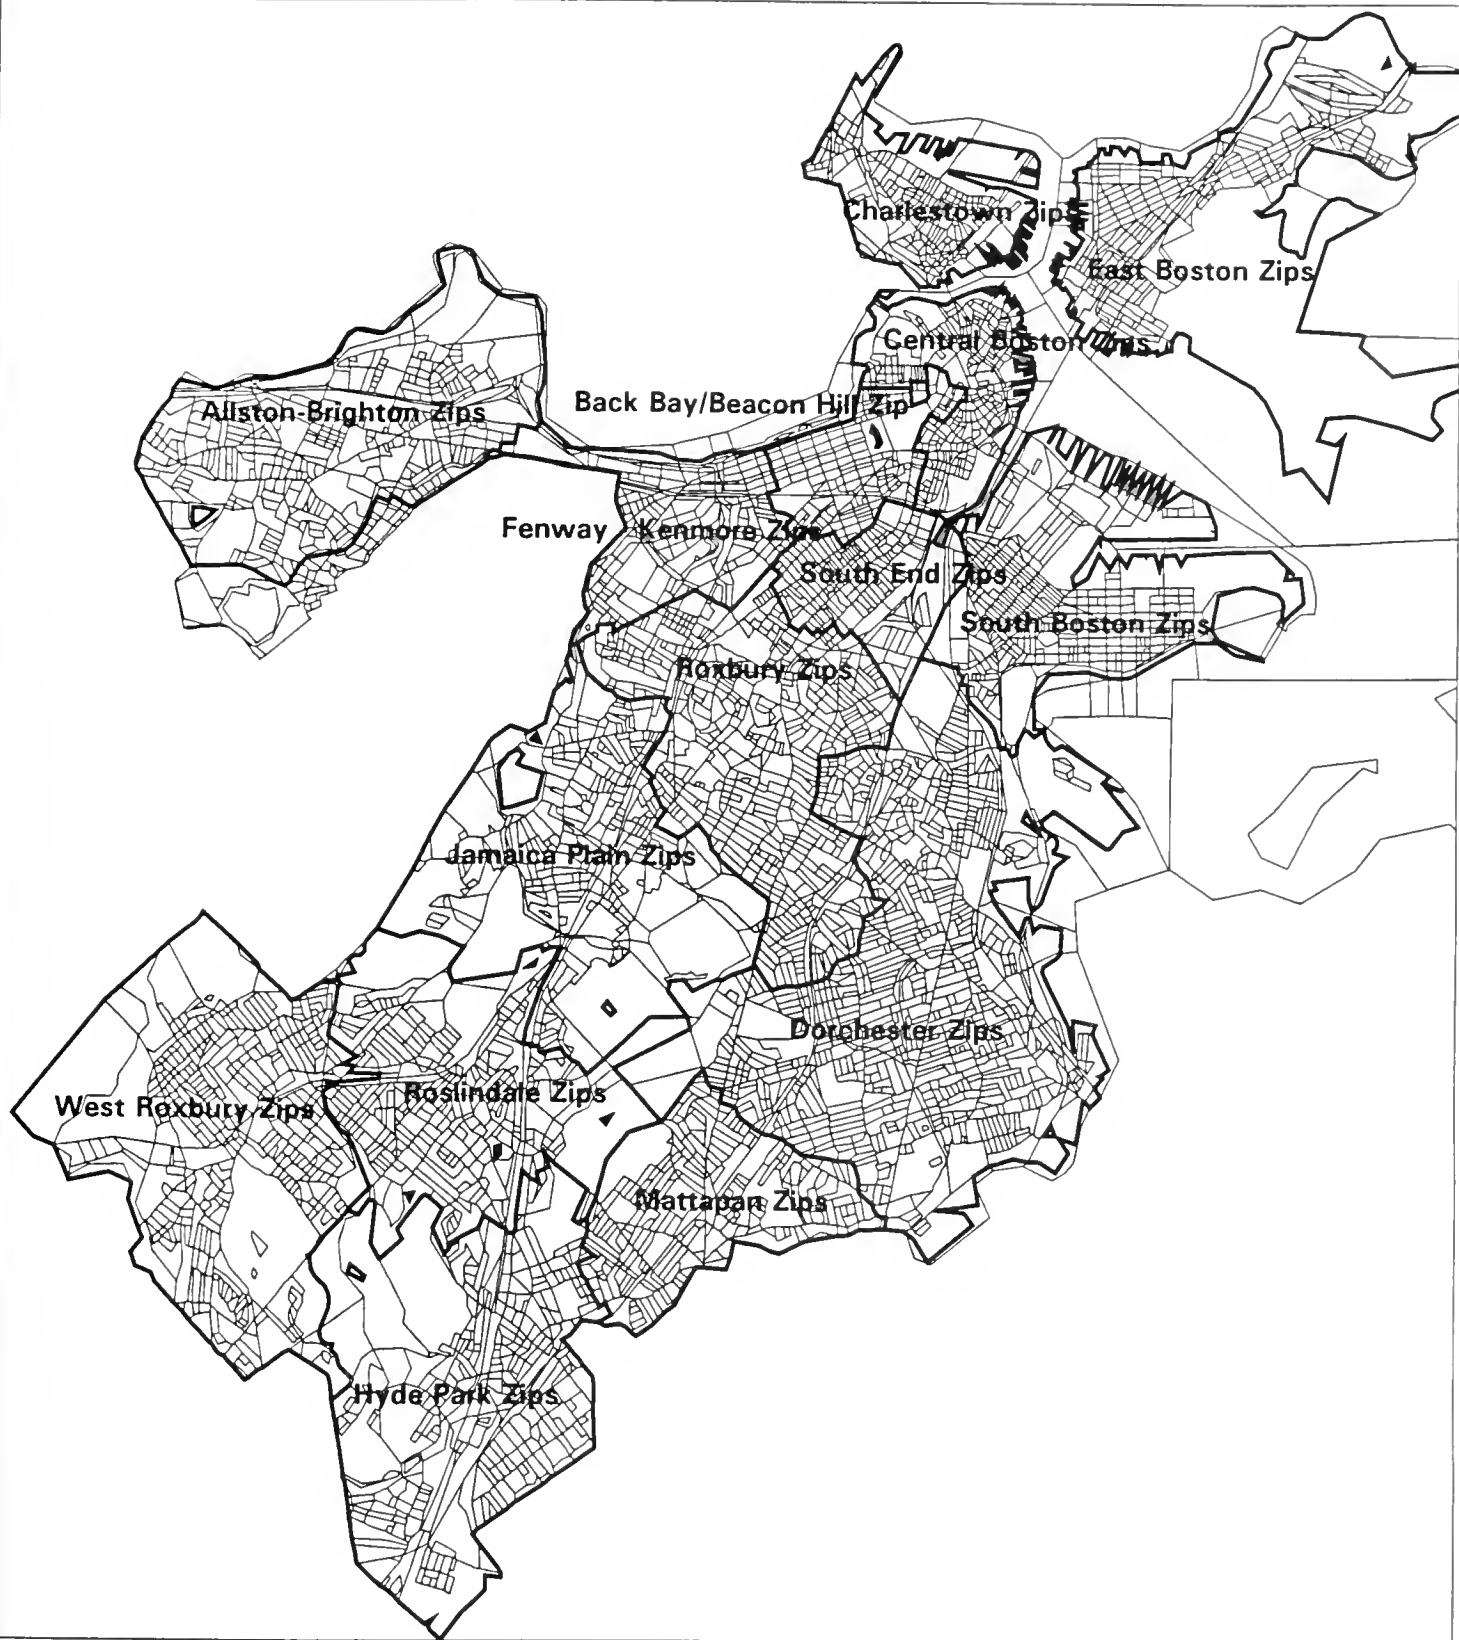 Charlestown Zips
East Boston Zips
Central Boston Zips
Back Bay/Beacon Hill Zip
Allston-Brighton Zips
Fenway Kenmore Zips
South End Zips
South Boston Zips
Roxbury Zips
Jamaica Plain Zips
Dorchester Zips
Roslindale Zips
West Roxbury Zips
Mattapan Zips
Hyde Park Zips